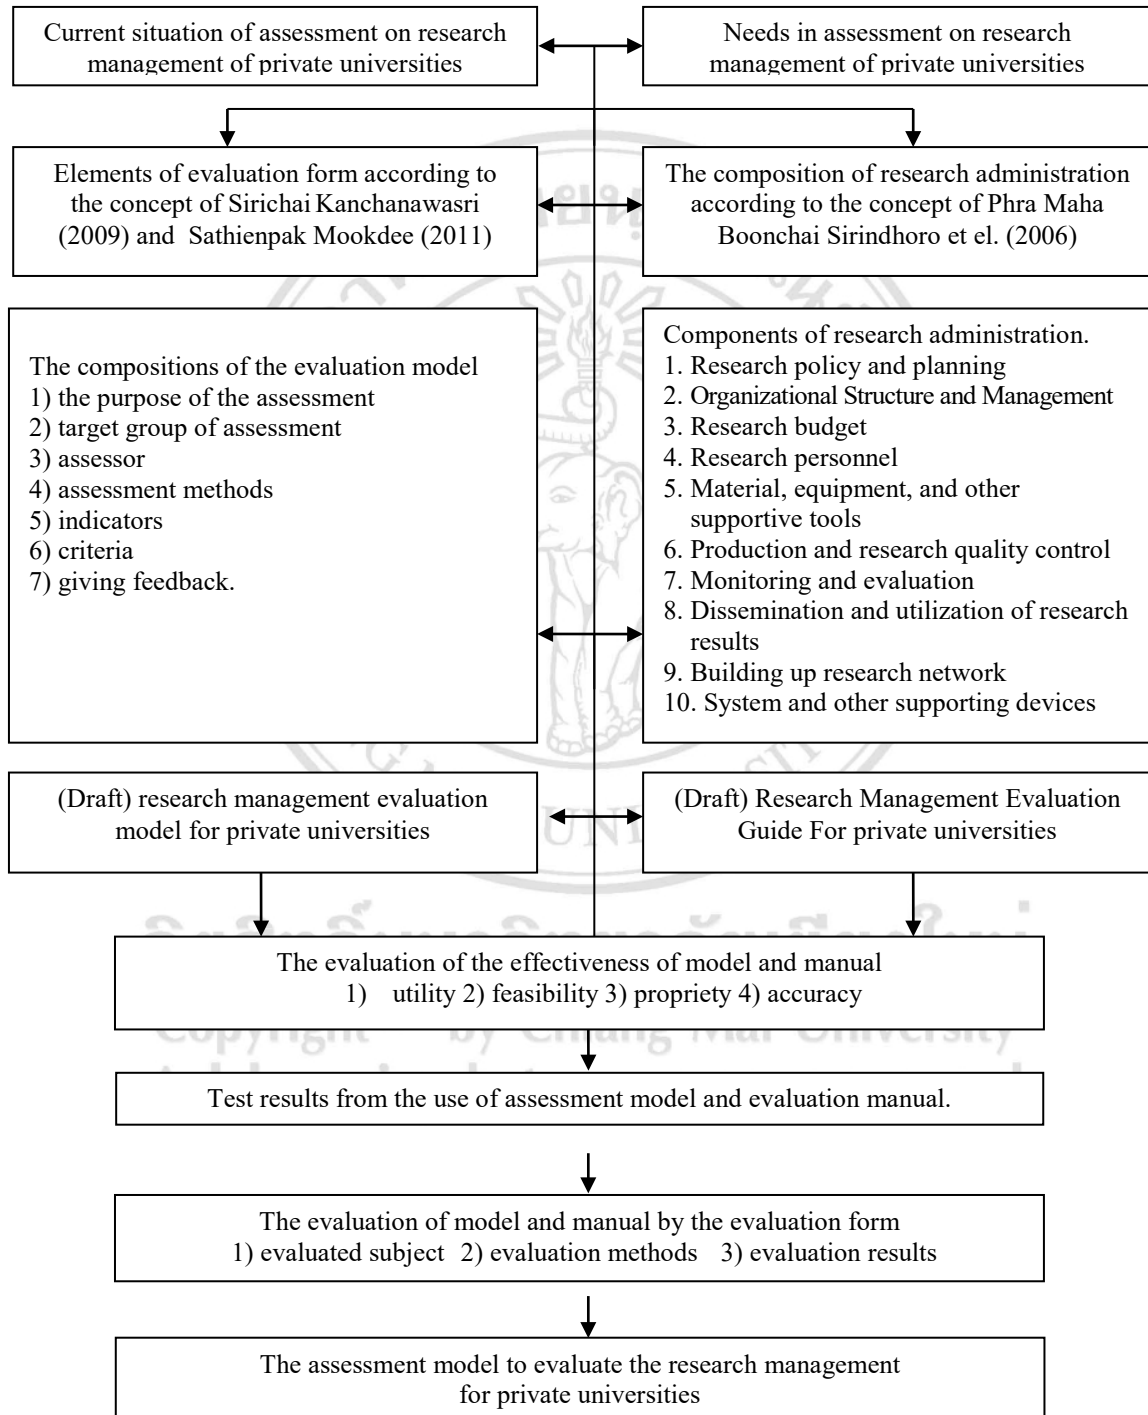 Current situation of assessment on research
management of private universities
Needs in assessment on research
management of private universities
Elements of evaluation form according to
the concept of Sirichai Kanchanawasri
(2009) and Sathienpak Mookdee (2011)
The composition of research administration
according to the concept of Phra Maha
Boonchai Sirindhoro et el. (2006)
The compositions of the evaluation model
1) the purpose of the assessment
2) target group of assessment
3) assessor
4) assessment methods
5) indicators
6) criteria
7) giving feedback.
Components of research administration.
1. Research policy and planning
2. Organizational Structure and Management
3. Research budget
4. Research personnel
5. Material, equipment, and other
supportive tools
6. Production and research quality control
7. Monitoring and evaluation
8. Dissemination and utilization of research
results
9. Building up research network
10. System and other supporting devices
(Draft) research management evaluation
model for private universities
(Draft) Research Management Evaluation
Guide For private universities
The evaluation of the effectiveness of model and manual
1) utility 2) feasibility 3) propriety 4) accuracy
Copyright by Chiang Mai University
Test results from the use of assessment model and evaluation manual.
The evaluation of model and manual by the evaluation form
1) evaluated subject 2) evaluation methods 3) evaluation results
The assessment model to evaluate the research management
for private universities